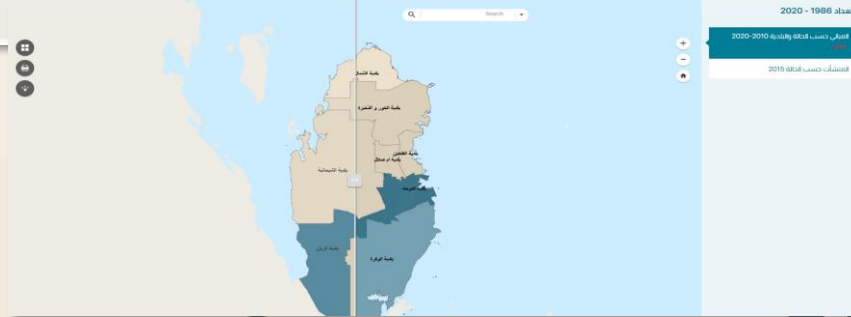 Search
تعداد 1986 - 2020
المباني حسب الحالة والبلدية 2010-2020
المنشآت حسب الحالة 2015
بلدية الشمال
بلدية الخور و الذخيرة
بلدية الظعاين
بلدية ام صلال
بلدية الشيحانية
بلدية الدوحة
بلدية الريان
بلدية الوكرة